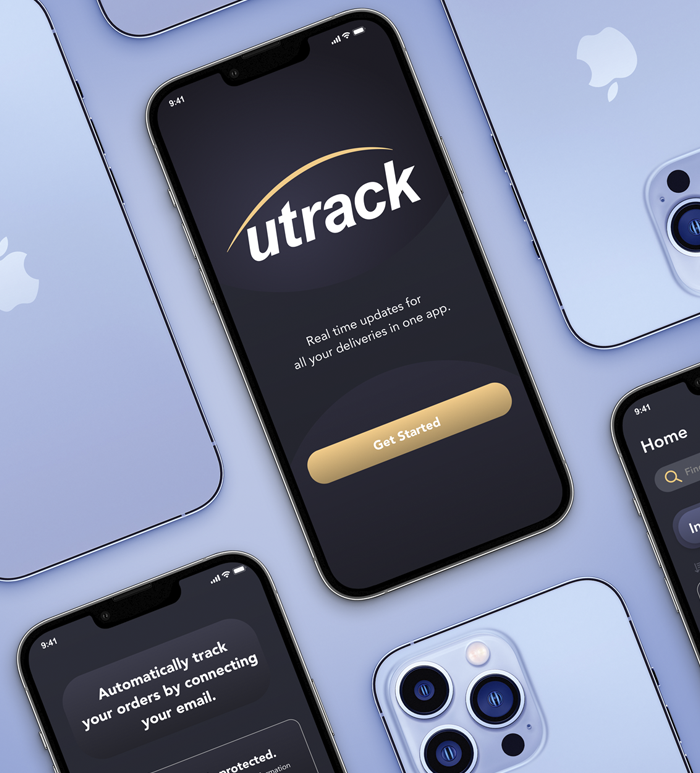 9:41
utrack
Real time updates for
all your deliveries in one app.
Get Started
9:41
Home
9:41
Automatically track
your orders by connecting
your email.